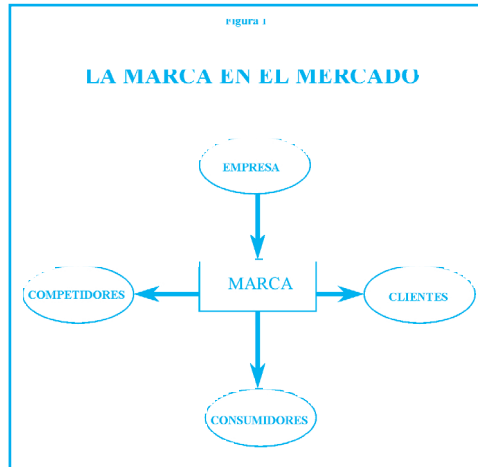 Figura 1
LA MARCA EN EL MERCADO
EMPRESA
MARCA
COMPETIDORES
CLIENTES
CONSUMIDORES